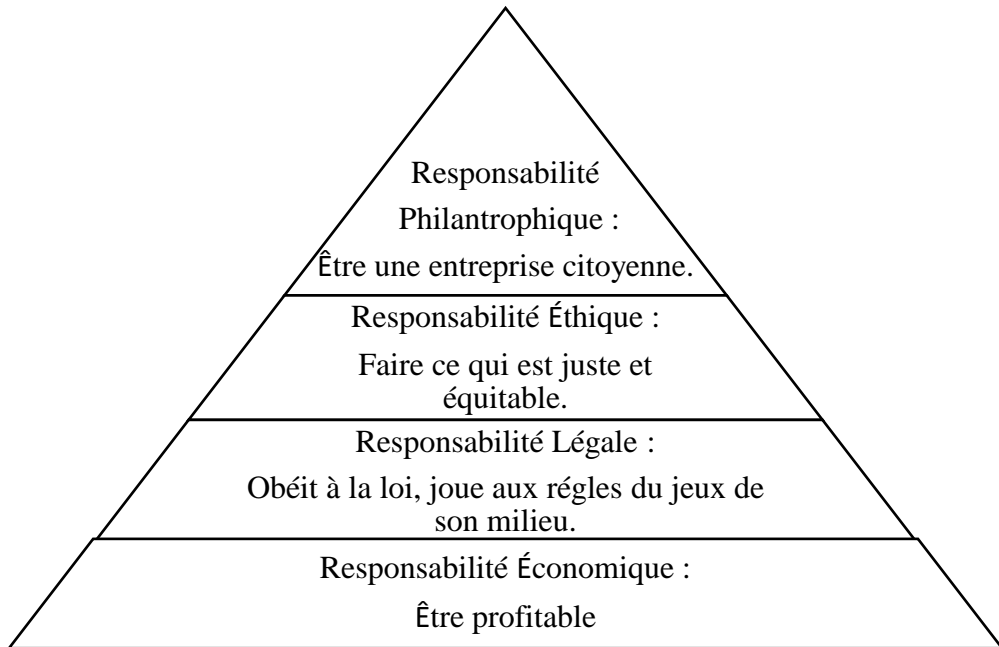 Responsabilité
Philantrophique :
Être une entreprise citoyenne.
Responsabilité Éthique :
Faire ce qui est juste et
équitable.
Responsabilité Légale :
Obéit à la loi, joue aux régles du jeux de
son milieu.
Responsabilité Économique :
Être profitable